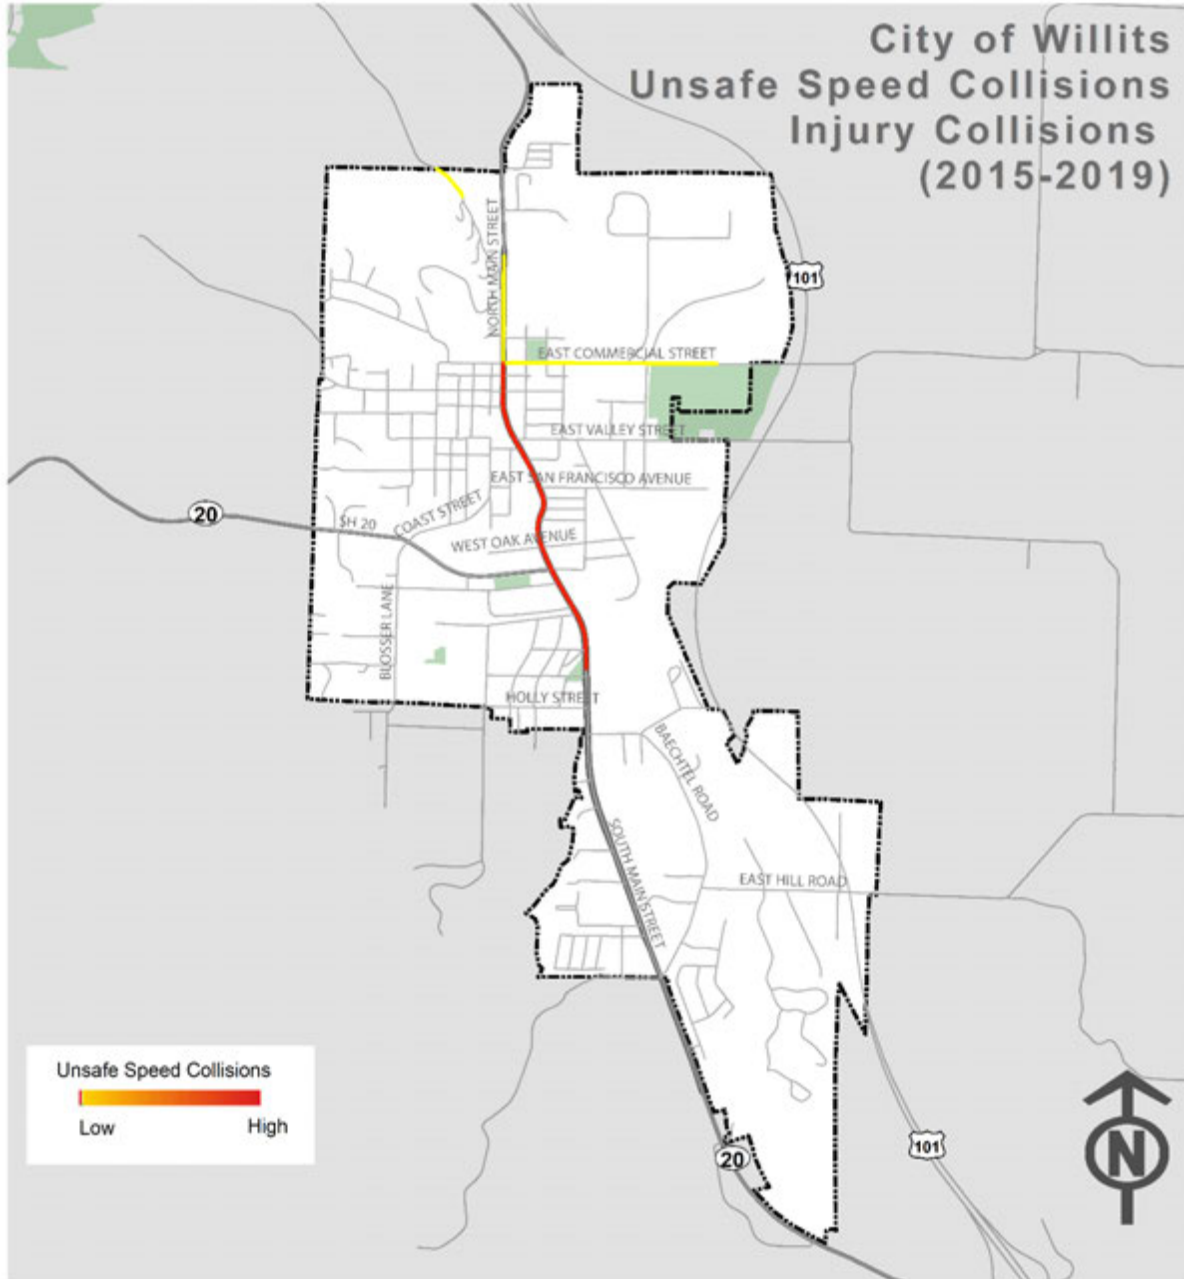 City of Willits
Unsafe Speed Collisions
Injury Collisions
(2015-2019)
NORTH MAIN STREET
101
EAST COMMERCIAL STREET
EAST VALLEY STREET
EAST SAN FRANCISCO AVENUE
20
SH 20
COAST STREET
WEST OAK AVENUE
BLOSSER LANE
HOLLY STREET
BAECHTEL ROAD
SOUTH MAIN STREET
EAST HILL ROAD
Unsafe Speed Collisions
Low
High
20
101
N